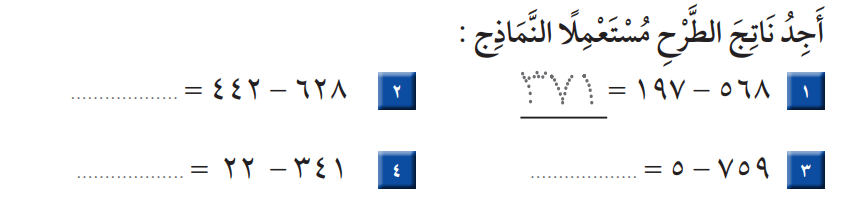 أَجِدُ نَاتِجَ الطَّرْحِ مُسْتَعْمِلًا النَّمَاذِج :
١ ٥٦٨ – ١٩٧ = ٣٧١
٢ ٦٢٨ – ٤٤٢ = ...................
٣ ٧٥٩ – ٥ = ...................
٤ ٣٤١ – ٢٢ = ...................